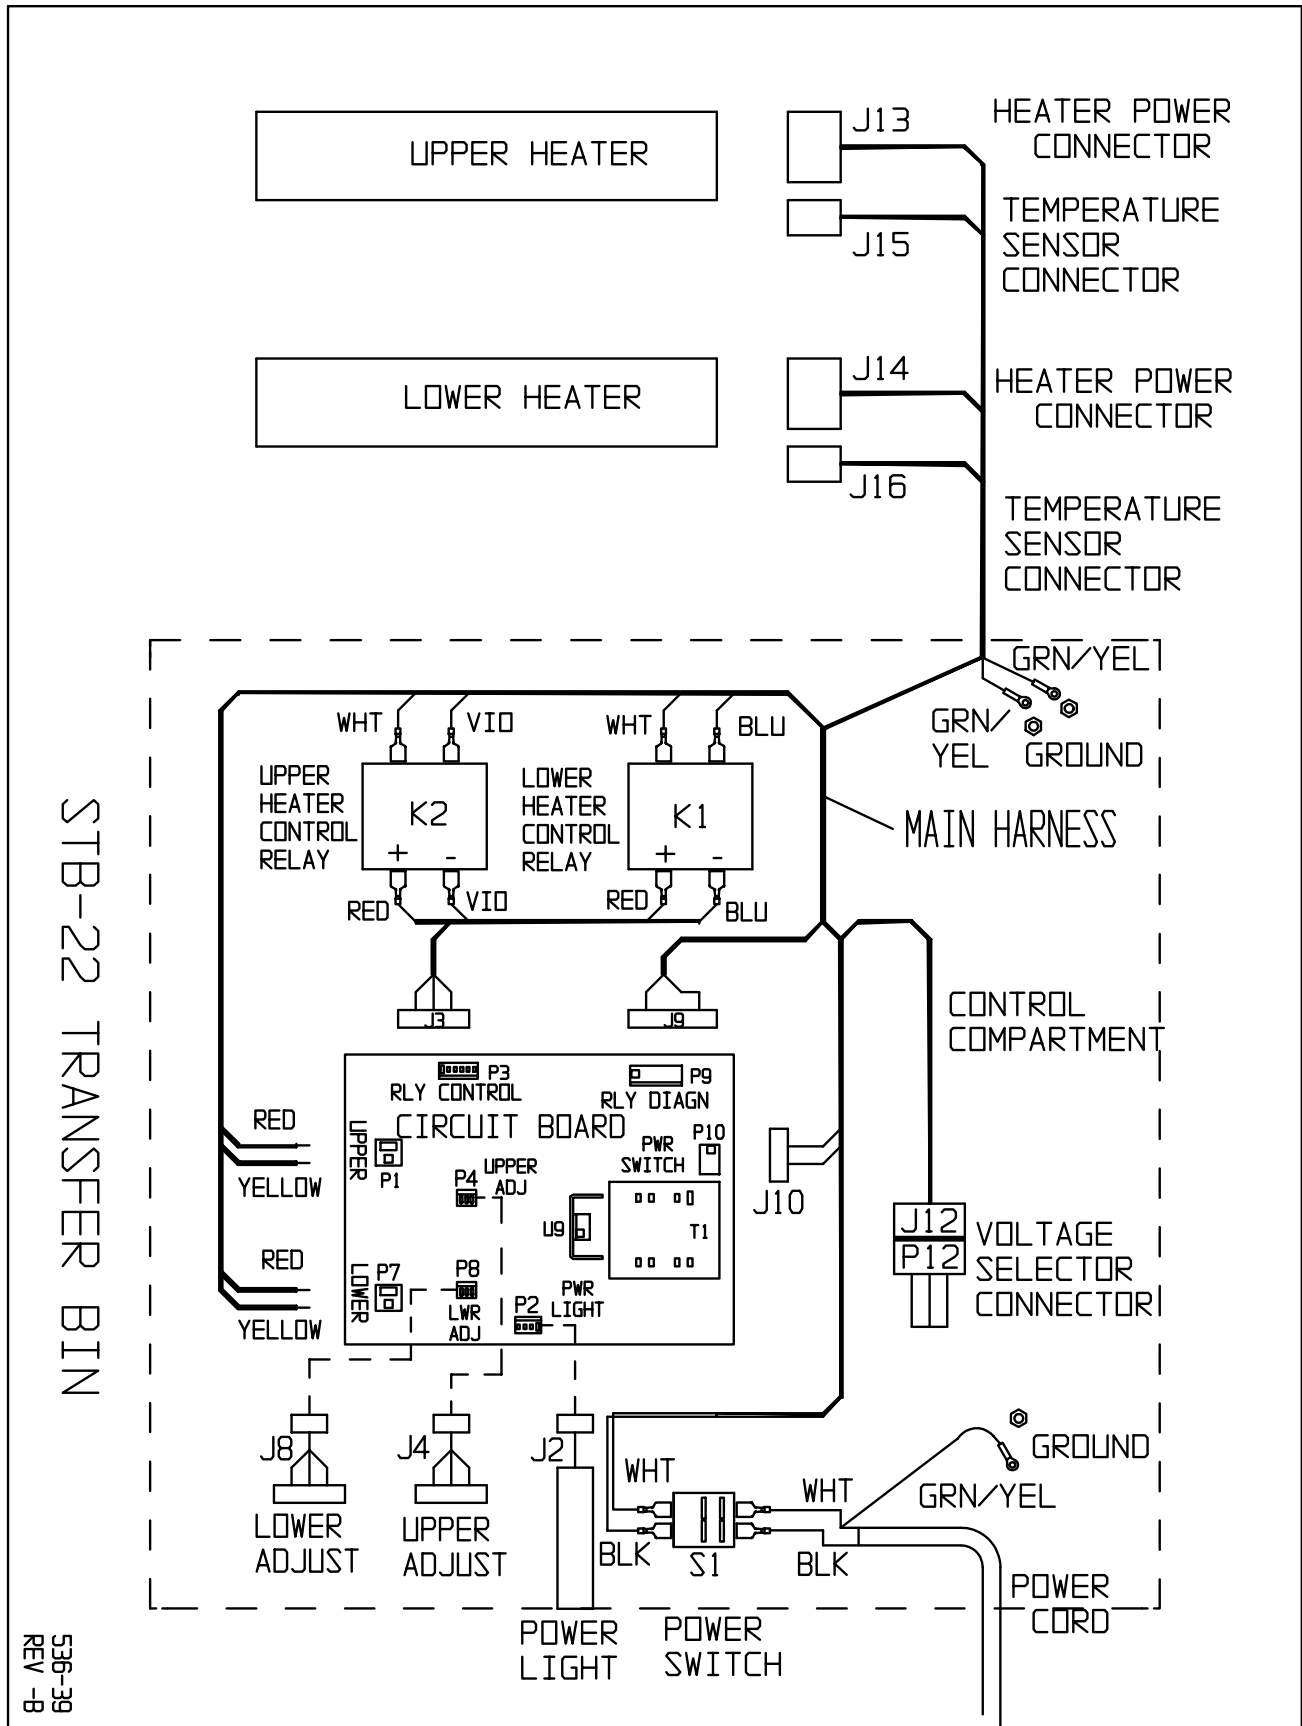 J13
HEATER POWER
CONNECTOR
UPPER HEATER
J15
TEMPERATURE
SENSOR
CONNECTOR
J14
HEATER POWER
CONNECTOR
LOWER HEATER
J16
TEMPERATURE
SENSOR
CONNECTOR
GRN/YEL
GRN/
YEL
GROUND
WHT
VIO
WHT
BLU
UPPER
HEATER
CONTROL
RELAY
K2
+ -
LOWER
HEATER
CONTROL
RELAY
K1
+ -
MAIN HARNESS
RED
VIO
RED
BLU
J3
J9
CONTROL
COMPARTMENT
P3
RLY CONTROL
P9
RLY DIAGN
CIRCUIT BOARD
RED
YELLOW
UPPER
P1
P4
UPPER
ADJ
PWR
SWITCH
P10
J10
U9
T1
J12
P12
VOLTAGE
SELECTOR
CONNECTOR
RED
YELLOW
LOWER
P7
P8
LWR
ADJ
P2
PWR
LIGHT
J8
J4
J2
LOWER
ADJUST
UPPER
ADJUST
WHT
BLK
S1
WHT
BLK
GROUND
GRN/YEL
POWER
CORD
POWER
LIGHT
POWER
SWITCH
STB-22 TRANSFER BIN
536-39
REV -B